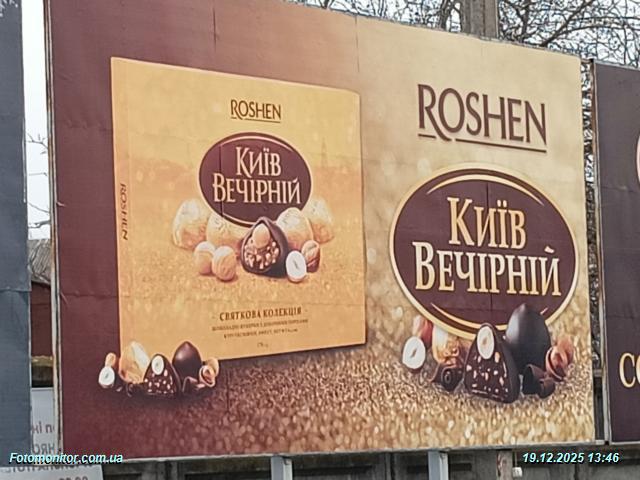 ROSHEN
КИЇВ
ВЕЧІРНІЙ
ROSHEN
СВЯТКОВА КОЛЕКЦІЯ
ROSHEN
КИЇВ
ВЕЧІРНІЙ
Fotomonitor.com.ua
19.12.2025 13:46